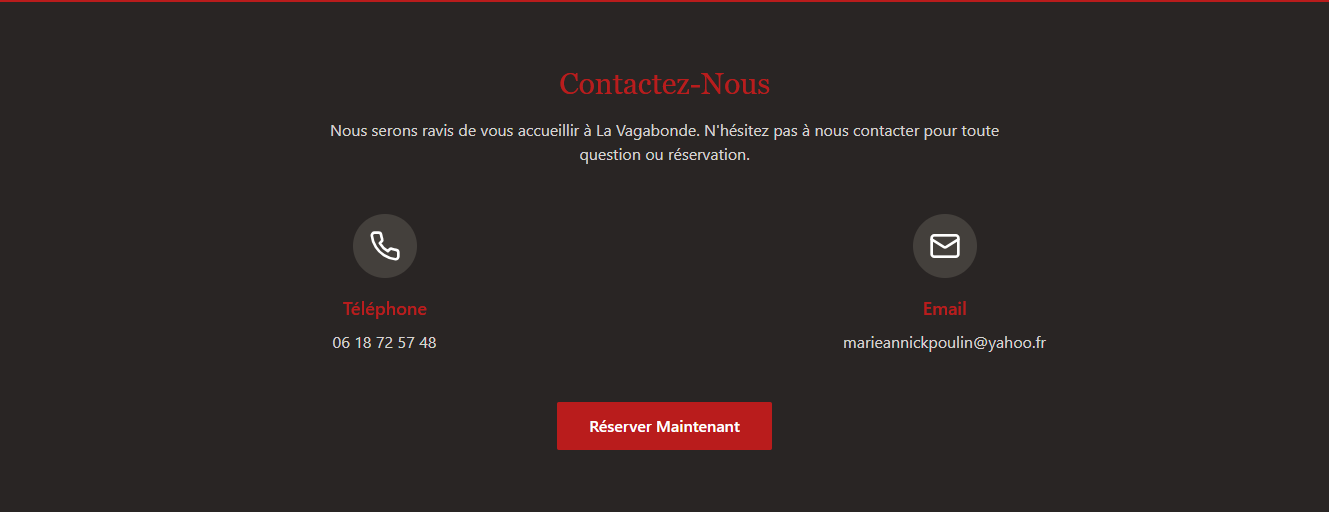 Contactez-Nous
Nous serons ravis de vous accueillir à La Vagabonde. N'hésitez pas à nous contacter pour toute
question ou réservation.
Téléphone
06 18 72 57 48
Email
marieannickpoulin@yahoo.fr
Réserver Maintenant